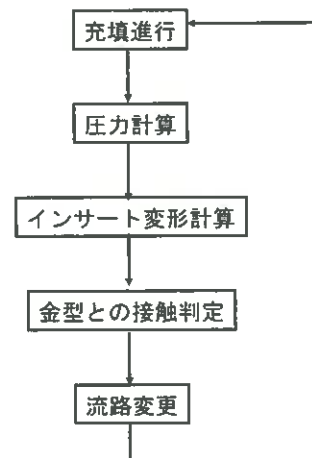 充填進行
圧力計算
インサート変形計算
金型との接触判定
流路変更